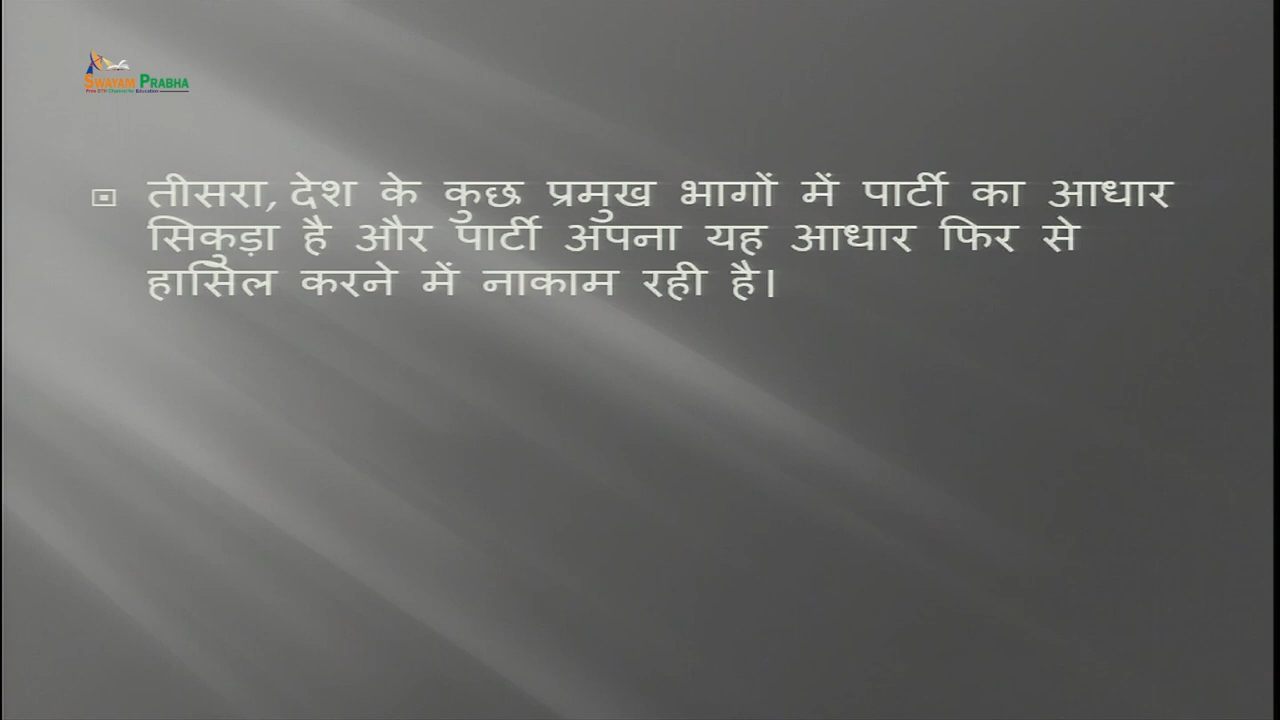 SWAYAM PRABHA
तीसरा, देश के कुछ प्रमुख भागों में पार्टी का आधार
सिकुड़ा है और पार्टी अपना यह आधार फिर से
हासिल करने में नाकाम रही है।